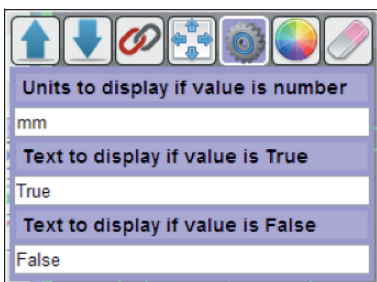 Units to display if value is number
mm
Text to display if value is True
True
Text to display if value is False
False